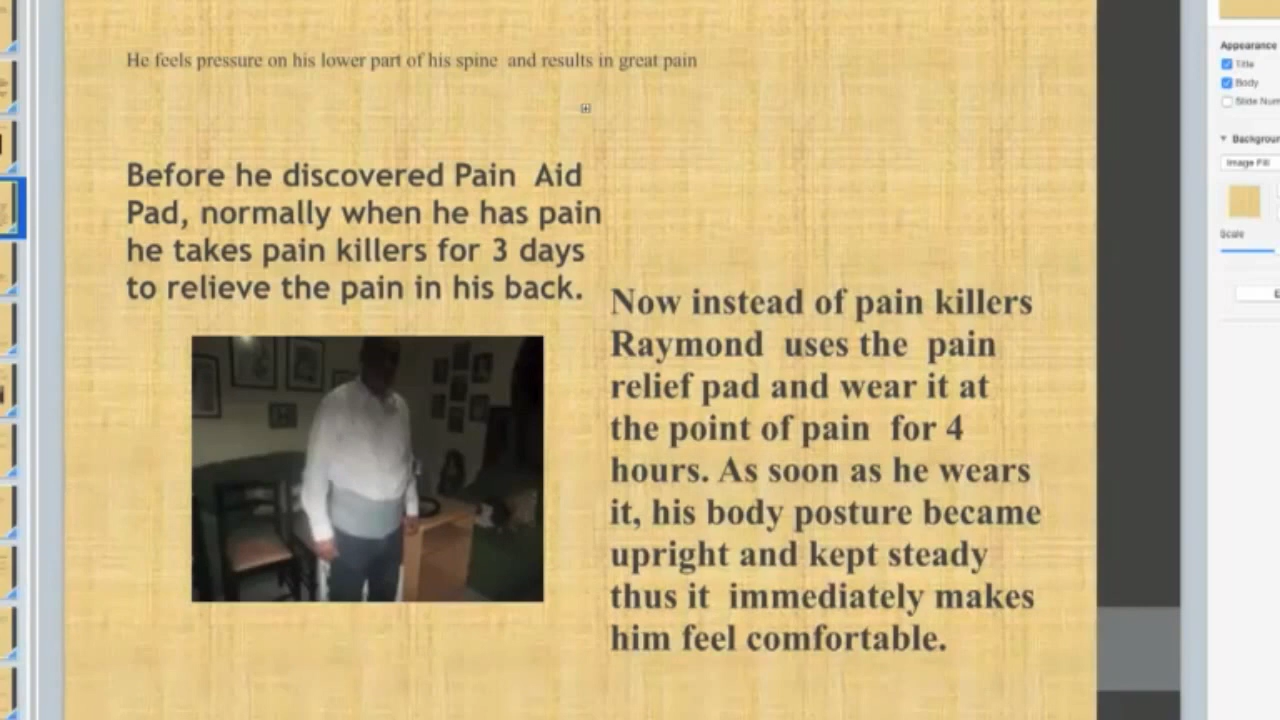 He feels pressure on his lower part of his spine  and results in great pain
Before he discovered Pain  Aid
Pad, normally when he has pain
he takes pain killers for 3 days
to relieve the pain in his back.
Now instead of pain killers
Raymond  uses the  pain
relief pad and wear it at
the point of pain  for 4
hours. As soon as he wears
it, his body posture became
upright and kept steady
thus it  immediately makes
him feel comfortable.
Appearance
Title
Body
Slide Num
Backgroun
Image Fill
Scale